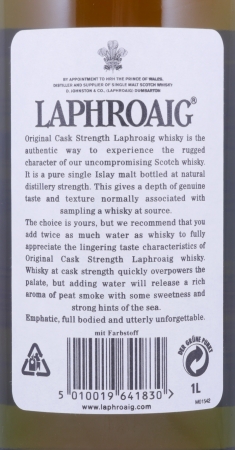 BY APPOINTMENT TO HRH THE PRINCE OF WALES,
DISTILLER AND SUPPLIER OF SINGLE MALT SCOTCH WHISKY
D. JOHNSTON & CO., (LAPHROAIG) DUMBARTON
LAPHROAIG®
Original Cask Strength Laphroaig whisky is the
authentic way to experience the rugged
character of our uncompromising Scotch whisky.
It is a pure single Islay malt bottled at natural
distillery strength. This gives a depth of genuine
taste and texture normally associated with
sampling a whisky at source.
The choice is yours, but we recommend that you
add twice as much water as whisky to fully
appreciate the lingering taste characteristics of
Original Cask Strength Laphroaig whisky.
Whisky at cask strength quickly overpowers the
palate, but adding water will release a rich
aroma of peat smoke with some sweetness and
strong hints of the sea.
Emphatic, full bodied and utterly unforgettable.
mit Farbstoff
5 010019 641830 >
www.laphroaig.com
DER GRÜNE PUNKT
1L
M01542